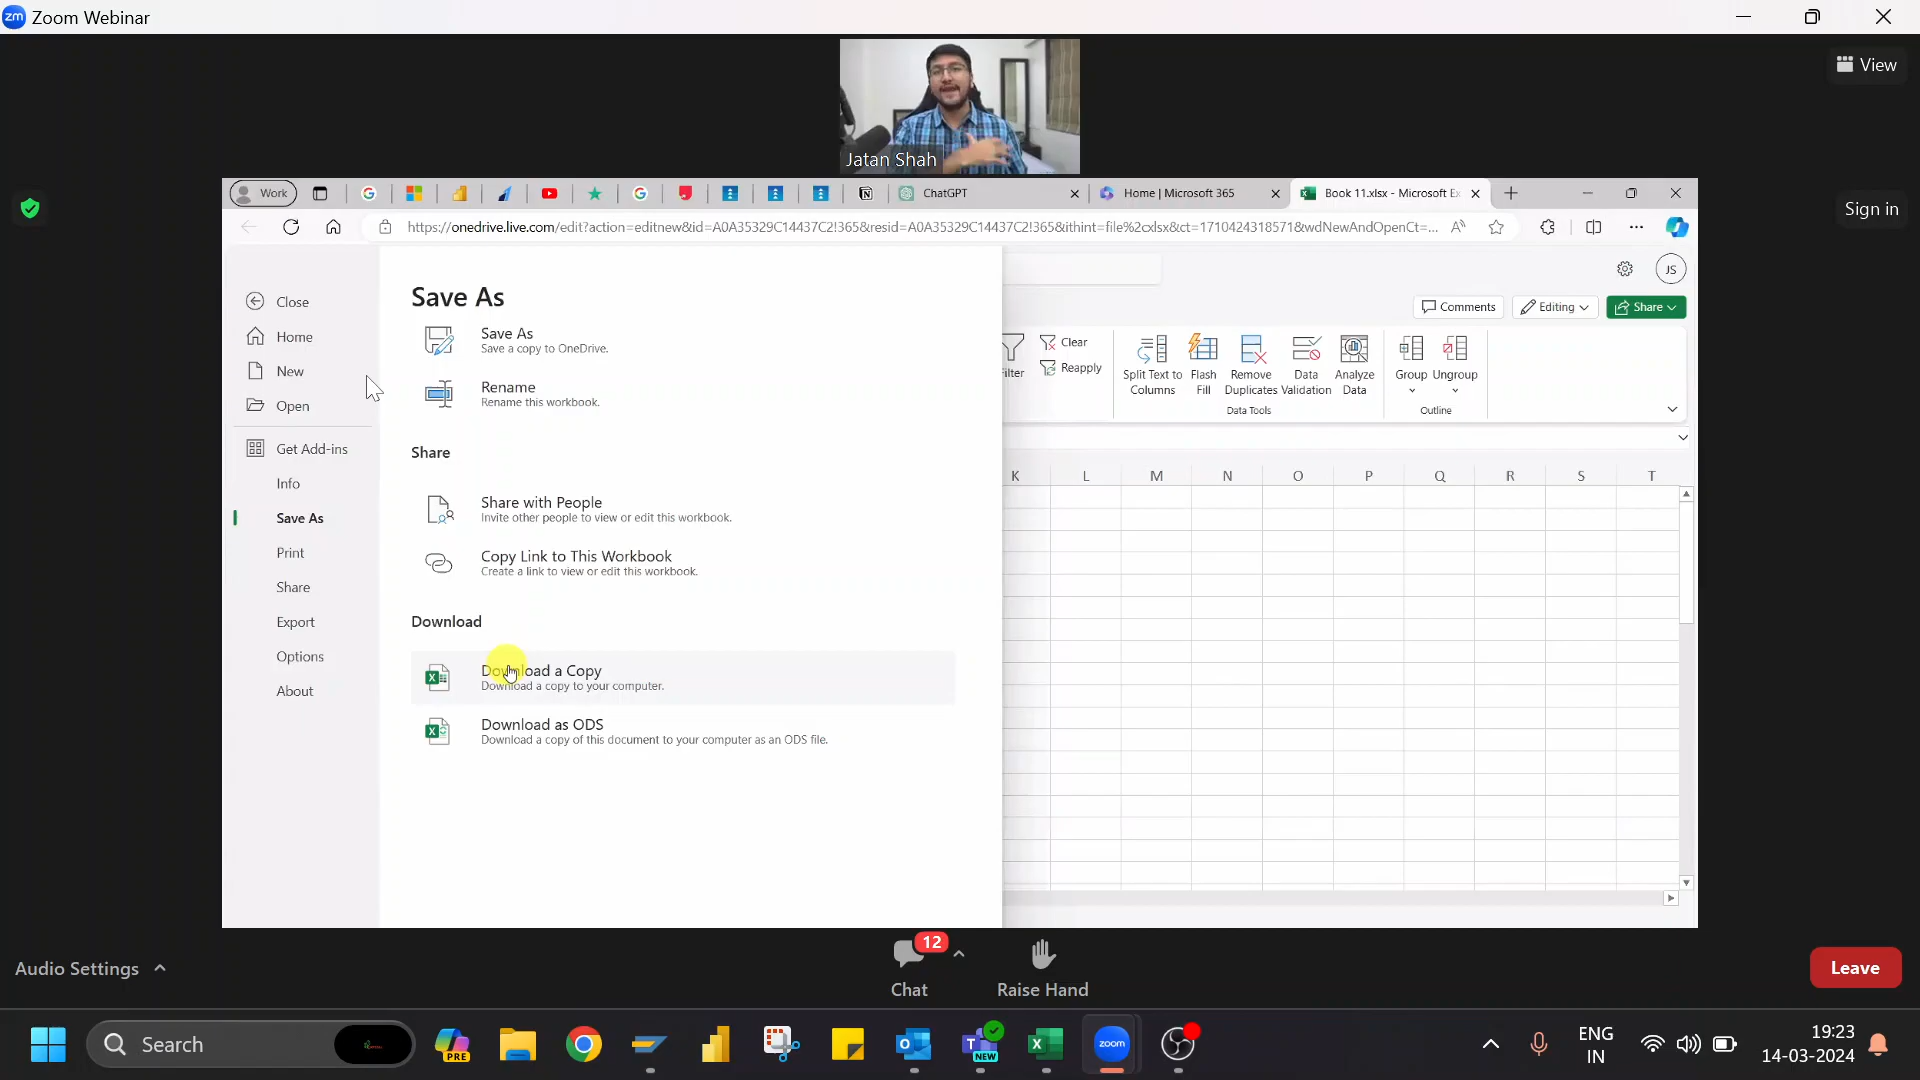 Zoom Webinar
View
Jatan Shah
Sign in
Work
ChatGPT
Home | Microsoft 365
Book 11.xlsx - Microsoft Ex
https://onedrive.live.com/edit?action=editnew&id=A0A35329C14437C2!365&resid=A0A35329C14437C2!365&ithint=file%2cxlsx&ct=1710424318571&wdNewAndOpenCt=...
JS
Comments
Editing
Share
Close
Home
New
Open
Get Add-ins
Info
Save As
Print
Share
Export
Options
About
Save As
Save As
Save a copy to OneDrive.
Rename
Rename this workbook.
Share
Share with People
Invite other people to view or edit this workbook.
Copy Link to This Workbook
Create a link to view or edit this workbook.
Download
Download a Copy
Download a copy to your computer.
Download as ODS
Download a copy of this document to your computer as an ODS file.
Clear
Reapply
Split Text to
Columns
Flash
Fill
Remove
Duplicates
Data
Validation
Analyze
Data
Data Tools
Group
Ungroup
Outline
K L M N O P Q R S T
Audio Settings
12
Chat
Raise Hand
Leave
Search
PRE
NEW
zoom
ENG
IN
19:23
14-03-2024